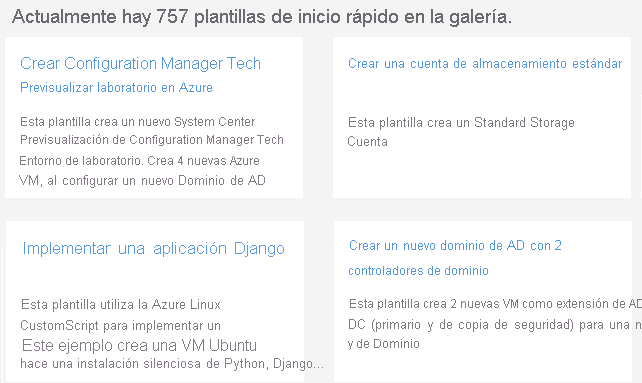 Actualmente hay 757 plantillas de inicio rápido en la galería.
Crear Configuration Manager Tech
Previsualizar laboratorio en Azure
Esta plantilla crea un nuevo System Center
Previsualización de Configuration Manager Tech
Entorno de laboratorio. Crea 4 nuevas Azure
VM, al configurar un nuevo Dominio de AD
Crear una cuenta de almacenamiento estándar
Esta plantilla crea un Standard Storage
Cuenta
Implementar una aplicación Django
Esta plantilla utiliza la Azure Linux
CustomScript para implementar un
Este ejemplo crea una VM Ubuntu
hace una instalación silenciosa de Python, Django...
Crear un nuevo dominio de AD con 2
controladores de dominio
Esta plantilla crea 2 nuevas VM como extensión de AD
DC (primario y de copia de seguridad) para una n
y de Dominio